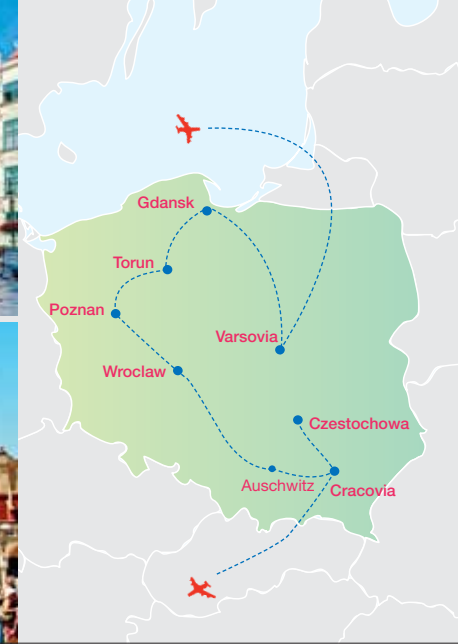 Gdansk
Torun
Poznan
Varsovia
Wroclaw
Czestochowa
Auschwitz
Cracovia